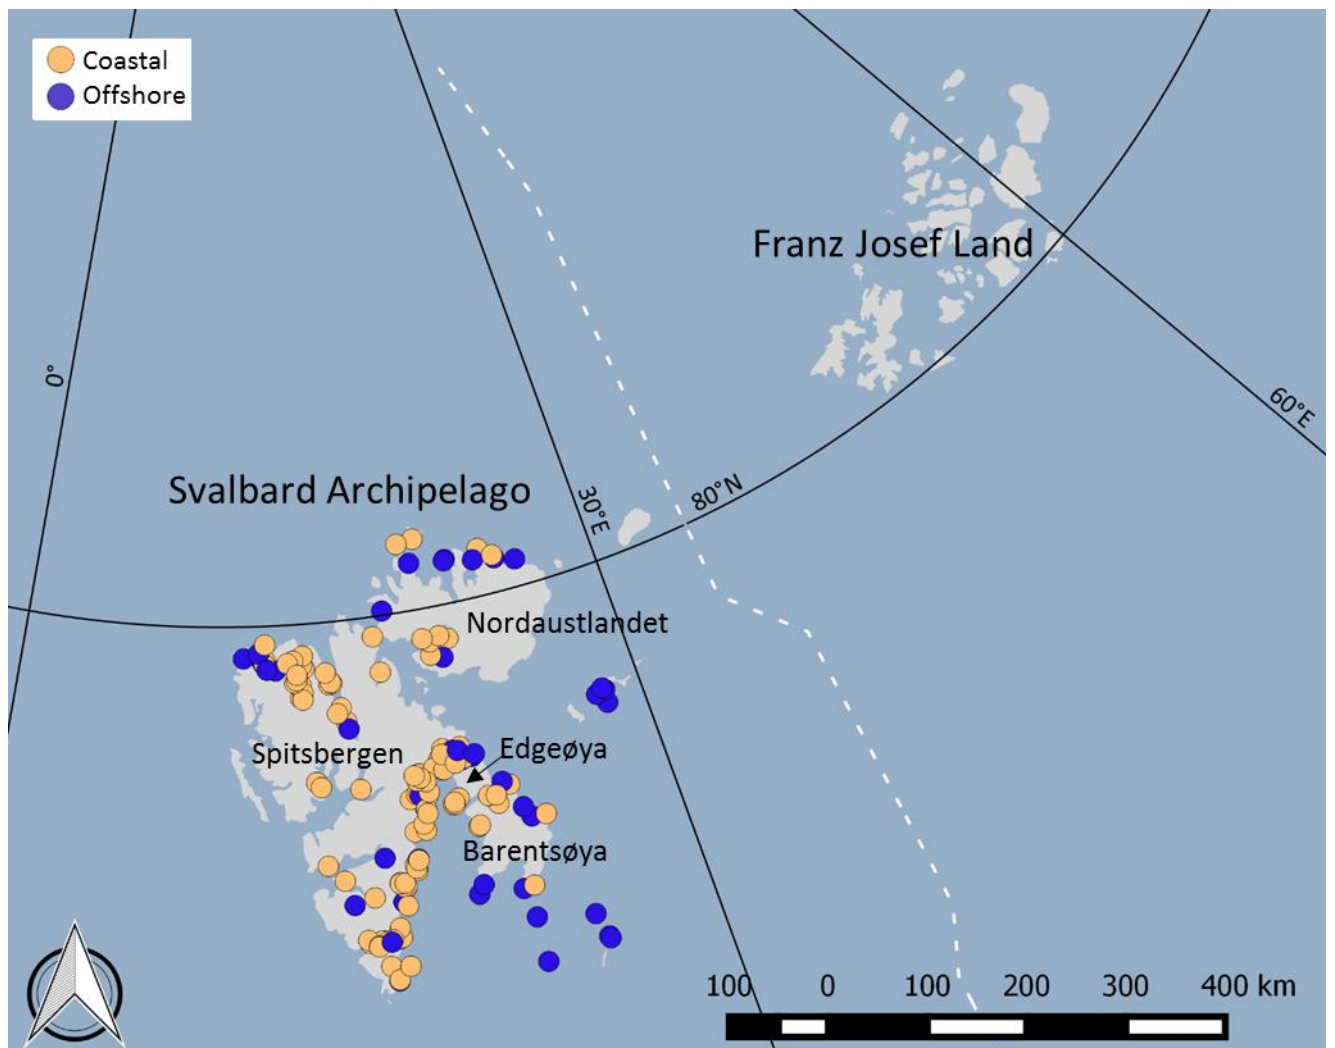 Coastal
Offshore
Franz Josef Land
0°
60°E
Svalbard Archipelago
30°E
80°N
Nordaustlandet
Spitsbergen
Edgeøya
Barentsøya
100 0 100 200 300 400 km